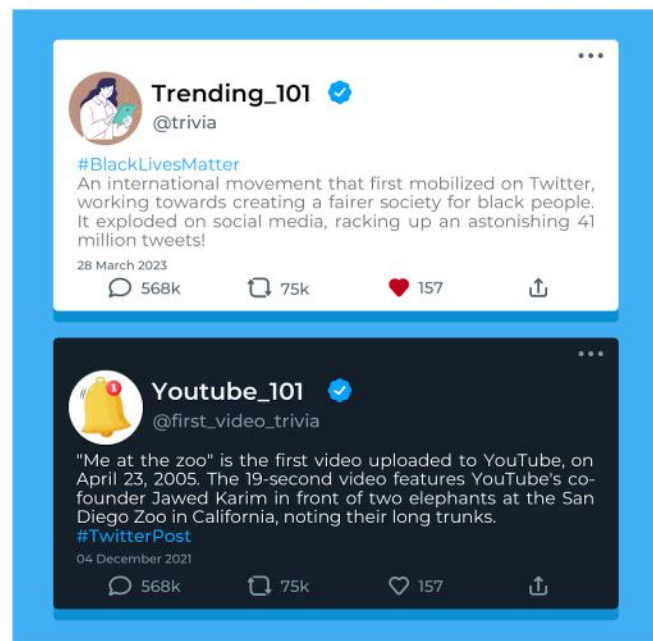 Trending_101
@trivia
#BlackLivesMatter
An international movement that first mobilized on Twitter,
working towards creating a fairer society for black people.
It exploded on social media, racking up an astonishing 41
million tweets!
28 March 2023
568k 75k 157
1
Youtube_101
@first_video_trivia
"Me at the zoo" is the first video uploaded to YouTube, on
April 23, 2005. The 19-second video features YouTube's co-
founder Jawed Karim in front of two elephants at the San
Diego Zoo in California, noting their long trunks.
#TwitterPost
04 December 2021
568k 75k 157